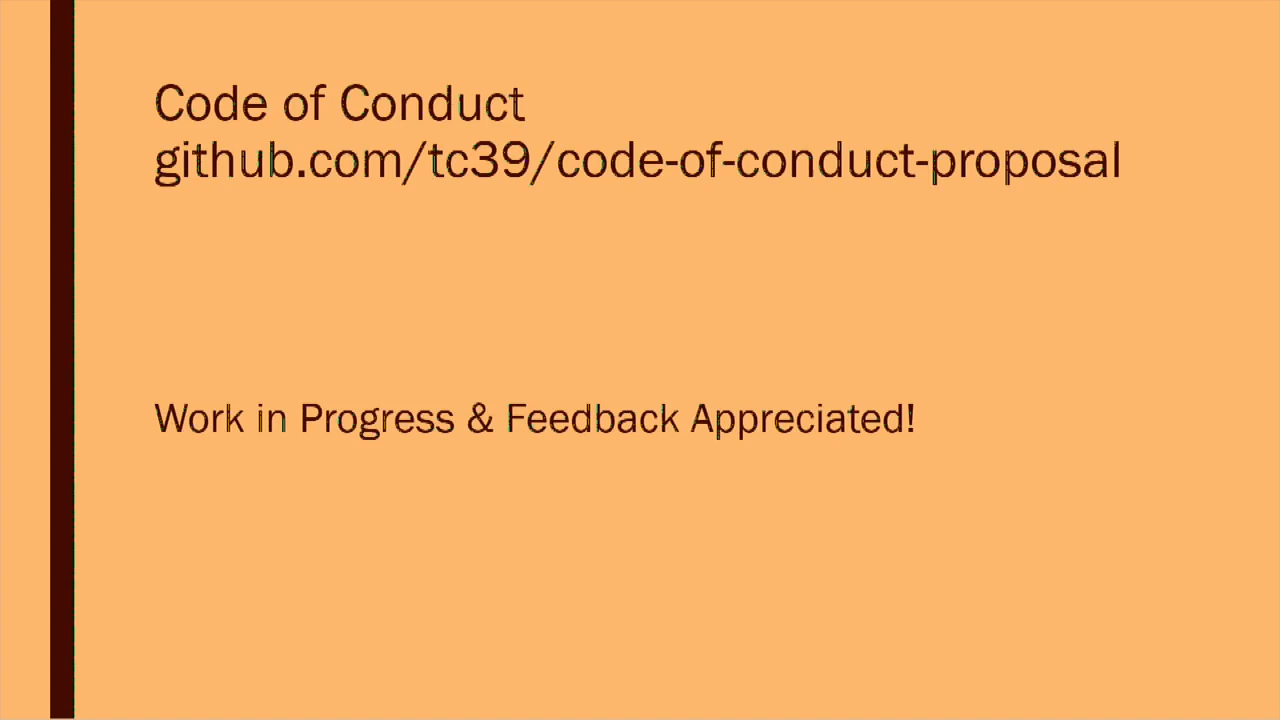 Code of Conduct
github.com/tc39/code-of-conduct-proposal
Work in Progress & Feedback Appreciated!